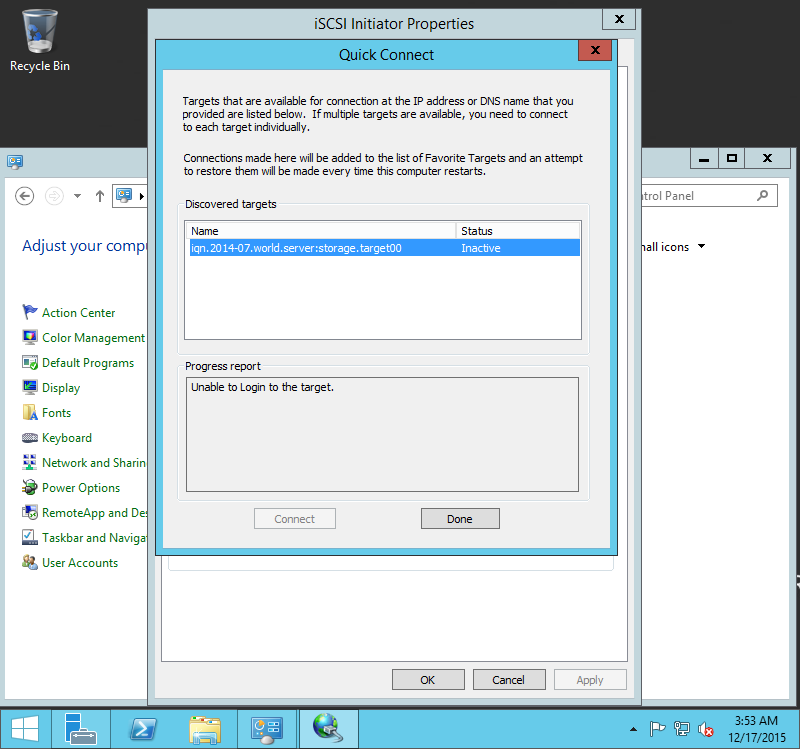 Recycle Bin
iSCSI Initiator Properties
Quick Connect
Targets that are available for connection at the IP address or DNS name that you
provided are listed below.  If multiple targets are available, you need to connect
to each target individually.
Connections made here will be added to the list of Favorite Targets and an attempt
to restore them will be made every time this computer restarts.
Discovered targets
Name Status
iqn.2014-07.world.server:storage.target00 Inactive
Progress report
Unable to Login to the target.
Connect Done
OK Cancel Apply
trol Panel
Adjust your compu
nall icons
Action Center
Color Management
Default Programs
Display
Fonts
Keyboard
Network and Sharin
Power Options
RemoteApp and Des
Taskbar and Naviga
User Accounts
3:53 AM
12/17/2015